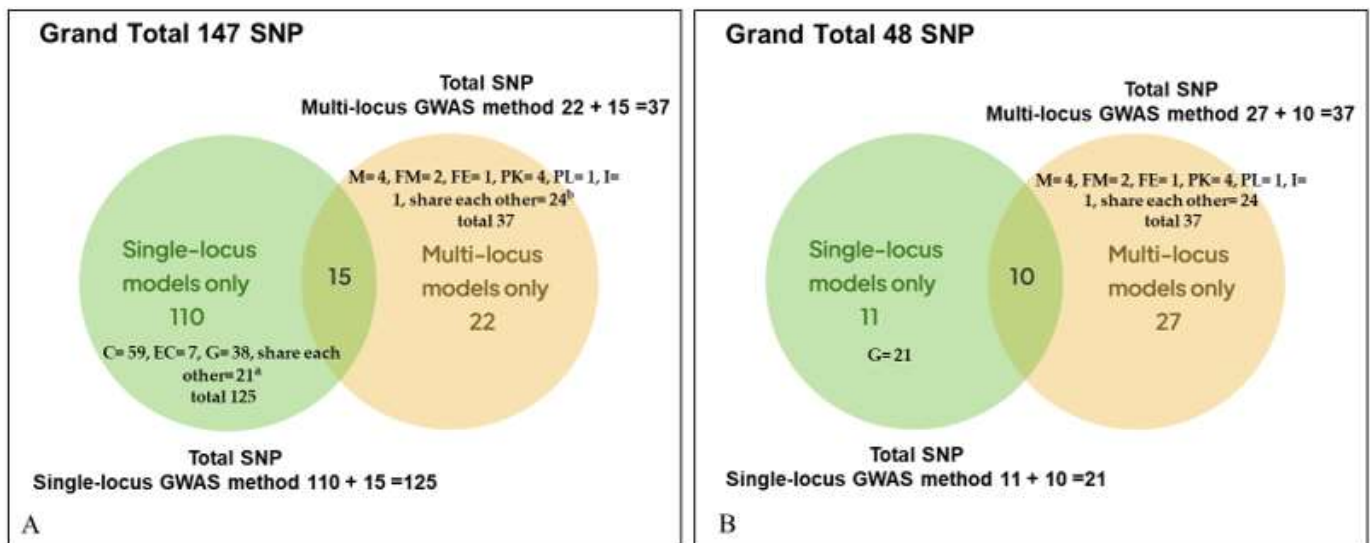 Grand Total 147 SNP
Total SNP
Multi-locus GWAS method 22 + 15 =37
M= 4, FM= 2, FE= 1, PK= 4, PL= 1, I=
1, share each other= 24ᵇ
total 37
Single-locus
models only
110
15
Multi-locus
models only
22
C= 59, EC= 7, G= 38, share each
other= 21ᵃ
total 125
Total SNP
Single-locus GWAS method 110 + 15 =125
A
Grand Total 48 SNP
Total SNP
Multi-locus GWAS method 27 + 10 =37
M= 4, FM= 2, FE= 1, PK= 4, PL= 1, I=
1, share each other= 24
total 37
Single-locus
models only
11
10
Multi-locus
models only
27
G= 21
Total SNP
Single-locus GWAS method 11 + 10 =21
B